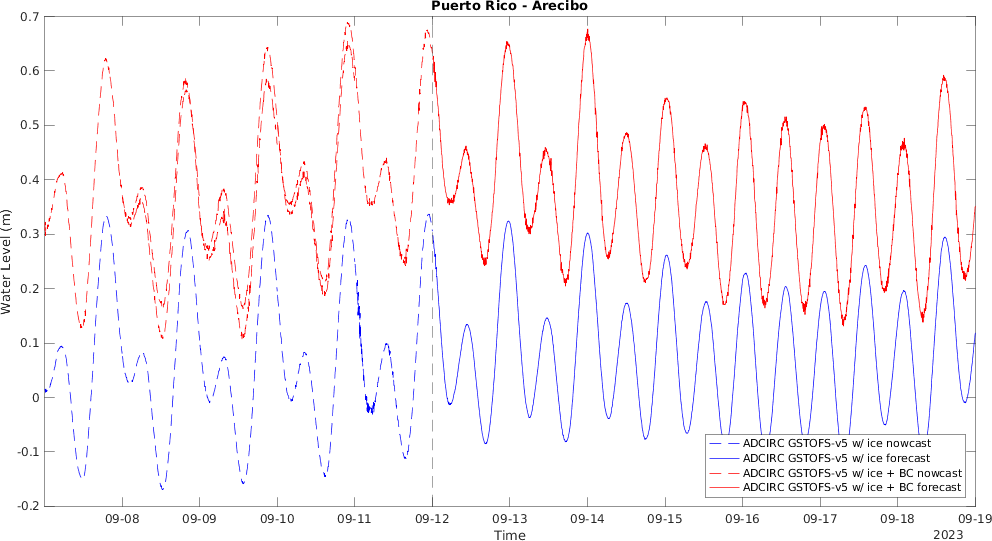 Puerto Rico - Arecibo
0.7
0.6
0.5
0.4
0.3
0.2
0.1
0
-0.1
-0.2
Water Level (m)
ADCIRC GSTOFS-v5 w/ ice nowcast
ADCIRC GSTOFS-v5 w/ ice forecast
ADCIRC GSTOFS-v5 w/ ice + BC nowcast
ADCIRC GSTOFS-v5 w/ ice + BC forecast
09-08 09-09 09-10 09-11 09-12 09-13 09-14 09-15 09-16 09-17 09-18 09-19
Time
2023